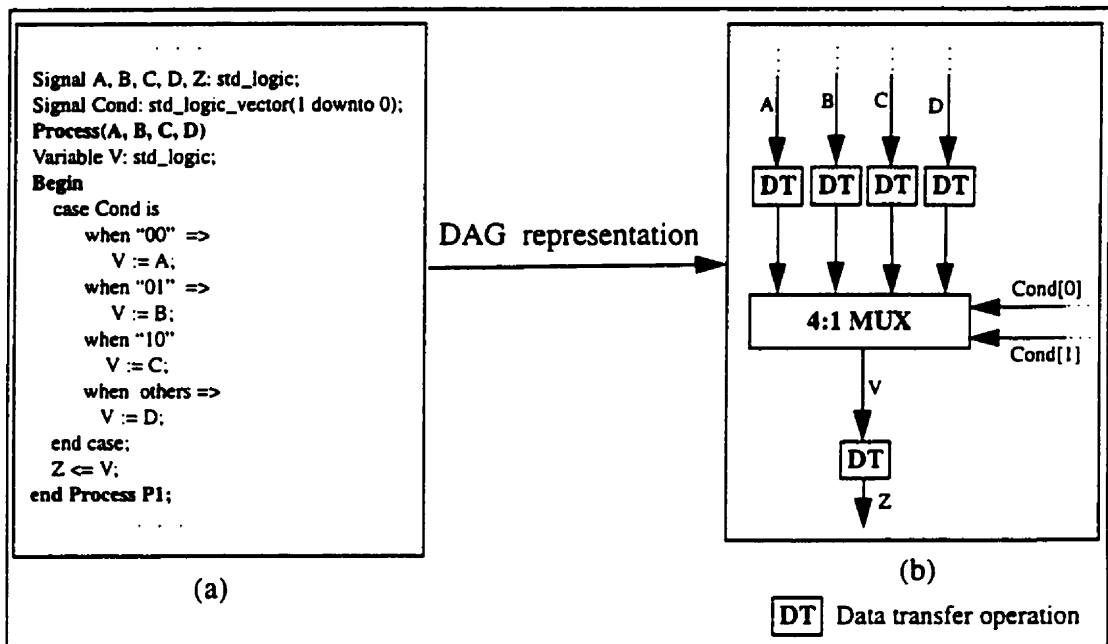 . . .
Signal A, B, C, D, Z: std_logic;
Signal Cond: std_logic_vector(1 downto 0);
Process(A, B, C, D)
Variable V: std_logic;
Begin
case Cond is
when “00” =>
V := A;
when “01” =>
V := B;
when “10”
V := C;
when others =>
V := D;
end case;
Z <= V;
end Process P1;
. . .
(a)
DAG representation
A
B
C
D
DT
DT
DT
DT
Cond[0]
4:1 MUX
Cond[1]
V
DT
Z
(b)
DT Data transfer operation